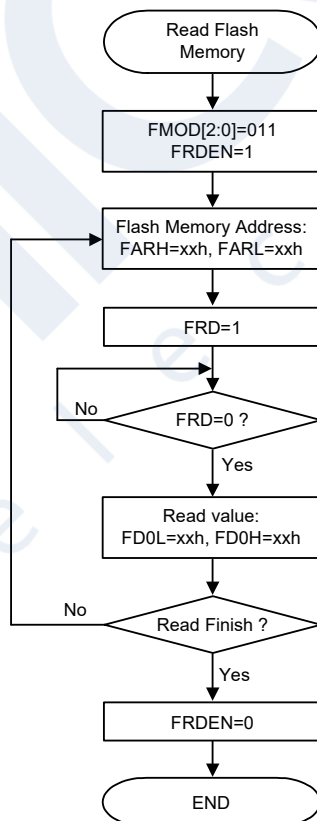 Read Flash
Memory
FMOD[2:0]=011
FRDEN=1
Flash Memory Address:
FARH=xxh, FARL=xxh
FRD=1
No
FRD=0 ?
Yes
Read value:
FD0L=xxh, FD0H=xxh
No
Read Finish ?
Yes
FRDEN=0
END